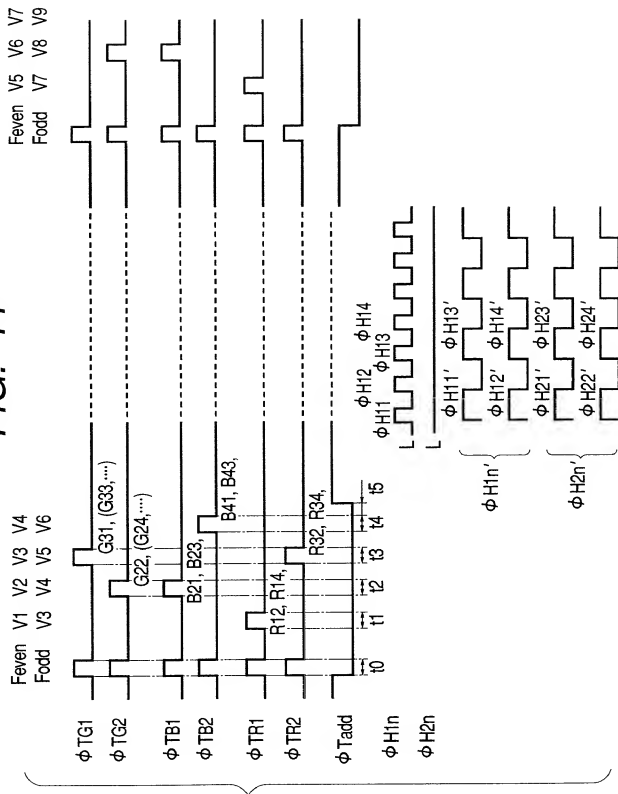 Feven V1 V2 V3 V4
Fodd V3 V4 V5 V6
Feven V5 V6 V7
Fodd V7 V8 V9
φTG1
G31, (G33,····)
φTG2
G22, (G24,····)
φTB1
B21, B23,
φTB2
B41, B43,
φTR1
R12, R14,
φTR2
R32, R34,
φTadd
t0 t1 t2 t3 t4 t5
φH1n
L
φH11 φH12 φH13 φH14
φH2n
L
φH1n'
φH11' φH13'
φH12' φH14'
φH2n'
φH21' φH23'
φH22' φH24'